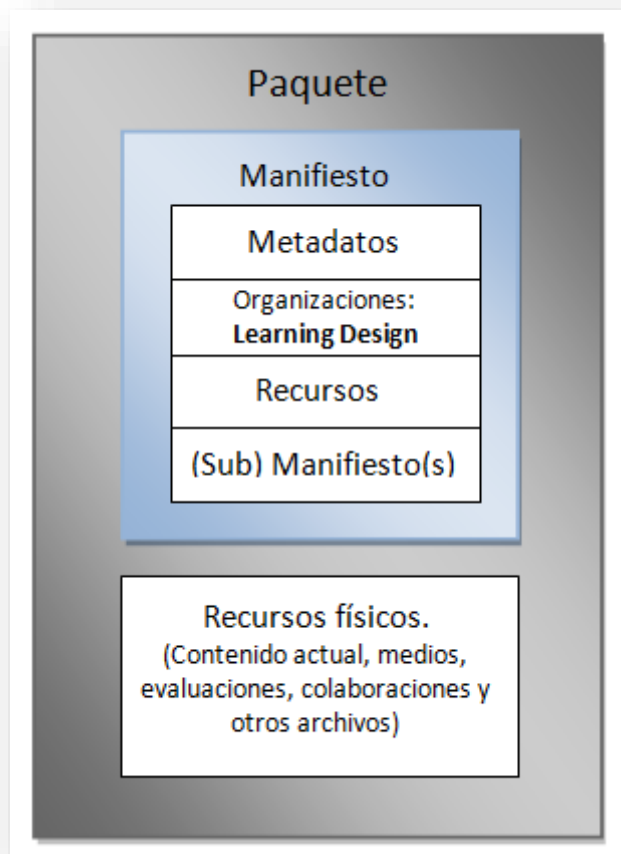 Paquete
Manifiesto
Metadatos
Organizaciones:
Learning Design
Recursos
(Sub) Manifiesto(s)
Recursos físicos.
(Contenido actual, medios,
evaluaciones, colaboraciones y
otros archivos)